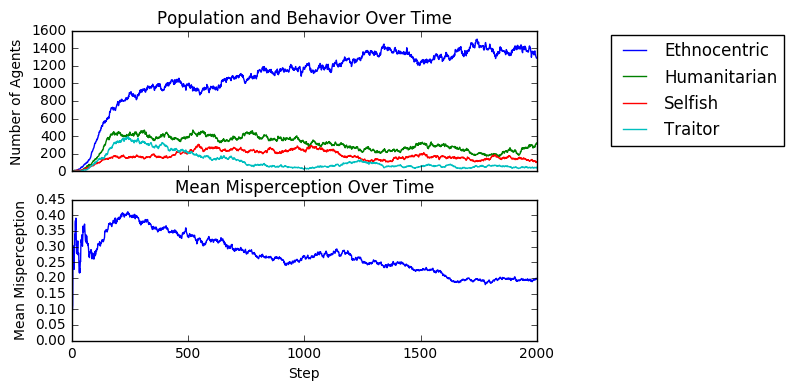 Population and Behavior Over Time
Number of Agents
1600
1400
1200
1000
800
600
400
200
0
Ethnocentric
Humanitarian
Selfish
Traitor
Mean Misperception Over Time
Mean Misperception
0.45
0.40
0.35
0.30
0.25
0.20
0.15
0.10
0.05
0.00
0 500 1000 1500 2000
Step